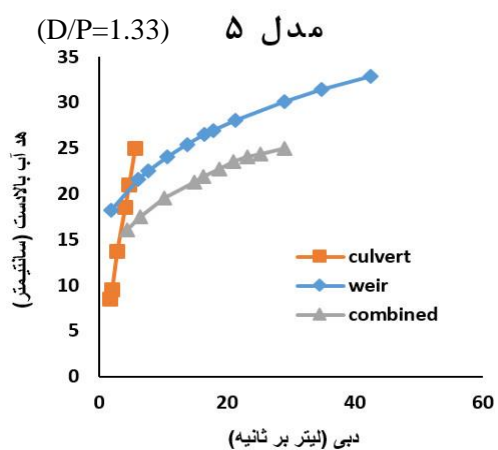 (D/P=1.33) مدل ۵
35
30
25
20
15
10
5
0
هد آب بالادست (سانتیمتر)
culvert
weir
combined
0 20 40 60
دبی (لیتر بر ثانیه)